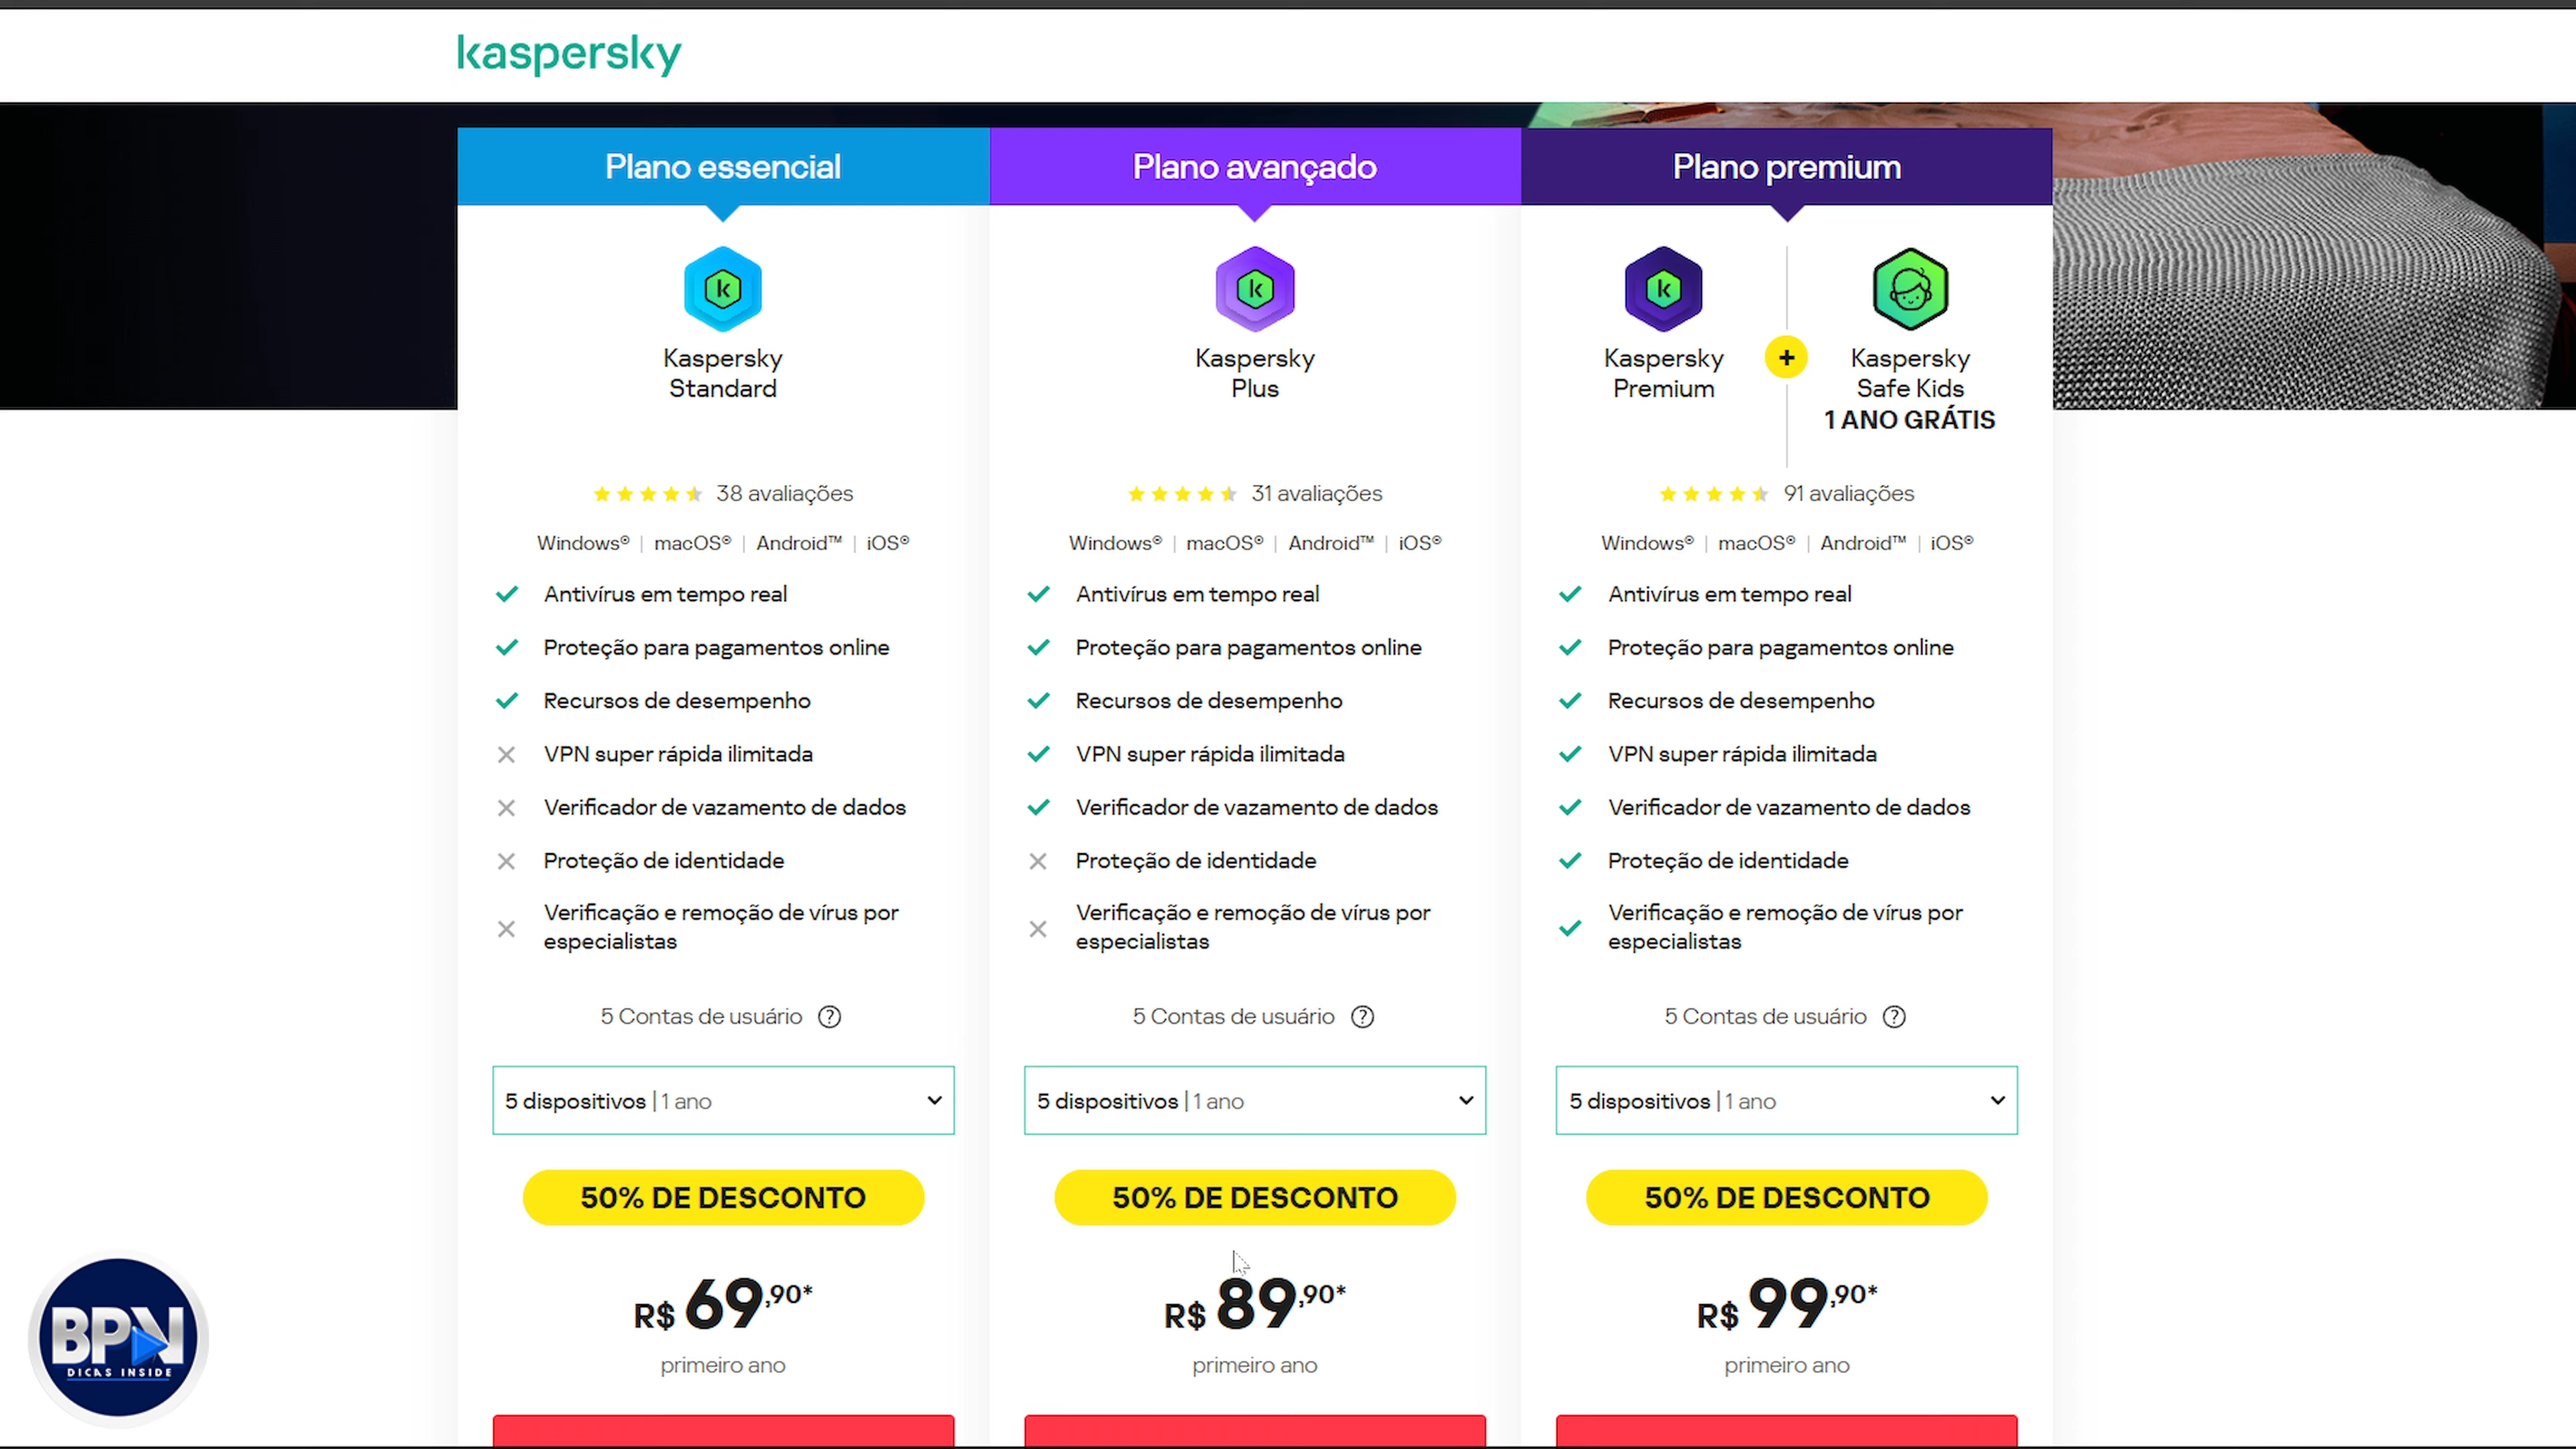 kaspersky
Plano essencial
Kaspersky
Standard
38 avaliações
Windows® | macOS® | Android™ | iOS®
Antivírus em tempo real
Proteção para pagamentos online
Recursos de desempenho
VPN super rápida ilimitada
Verificador de vazamento de dados
Proteção de identidade
Verificação e remoção de vírus por
especialistas
5 Contas de usuário ?
5 dispositivos | 1 ano
50% DE DESCONTO
R$ 69,90*
primeiro ano
Plano avançado
Kaspersky
Plus
31 avaliações
Windows® | macOS® | Android™ | iOS®
Antivírus em tempo real
Proteção para pagamentos online
Recursos de desempenho
VPN super rápida ilimitada
Verificador de vazamento de dados
Proteção de identidade
Verificação e remoção de vírus por
especialistas
5 Contas de usuário ?
5 dispositivos | 1 ano
50% DE DESCONTO
R$ 89,90*
primeiro ano
Plano premium
Kaspersky
Premium
+
Kaspersky
Safe Kids
1 ANO GRÁTIS
91 avaliações
Windows® | macOS® | Android™ | iOS®
Antivírus em tempo real
Proteção para pagamentos online
Recursos de desempenho
VPN super rápida ilimitada
Verificador de vazamento de dados
Proteção de identidade
Verificação e remoção de vírus por
especialistas
5 Contas de usuário ?
5 dispositivos | 1 ano
50% DE DESCONTO
R$ 99,90*
primeiro ano
BPN
DICAS INSIDE